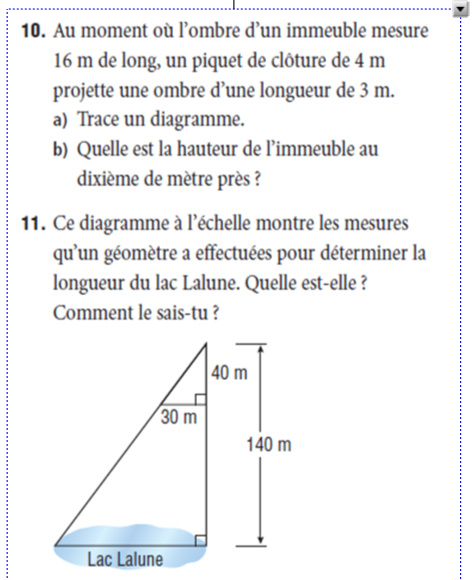 10. Au moment où l’ombre d’un immeuble mesure
16 m de long, un piquet de clôture de 4 m
projette une ombre d’une longueur de 3 m.
a) Trace un diagramme.
b) Quelle est la hauteur de l’immeuble au
dixième de mètre près ?
11. Ce diagramme à l’échelle montre les mesures
qu’un géomètre a effectuées pour déterminer la
longueur du lac Lalune. Quelle est-elle ?
Comment le sais-tu ?
40 m
30 m
140 m
Lac Lalune